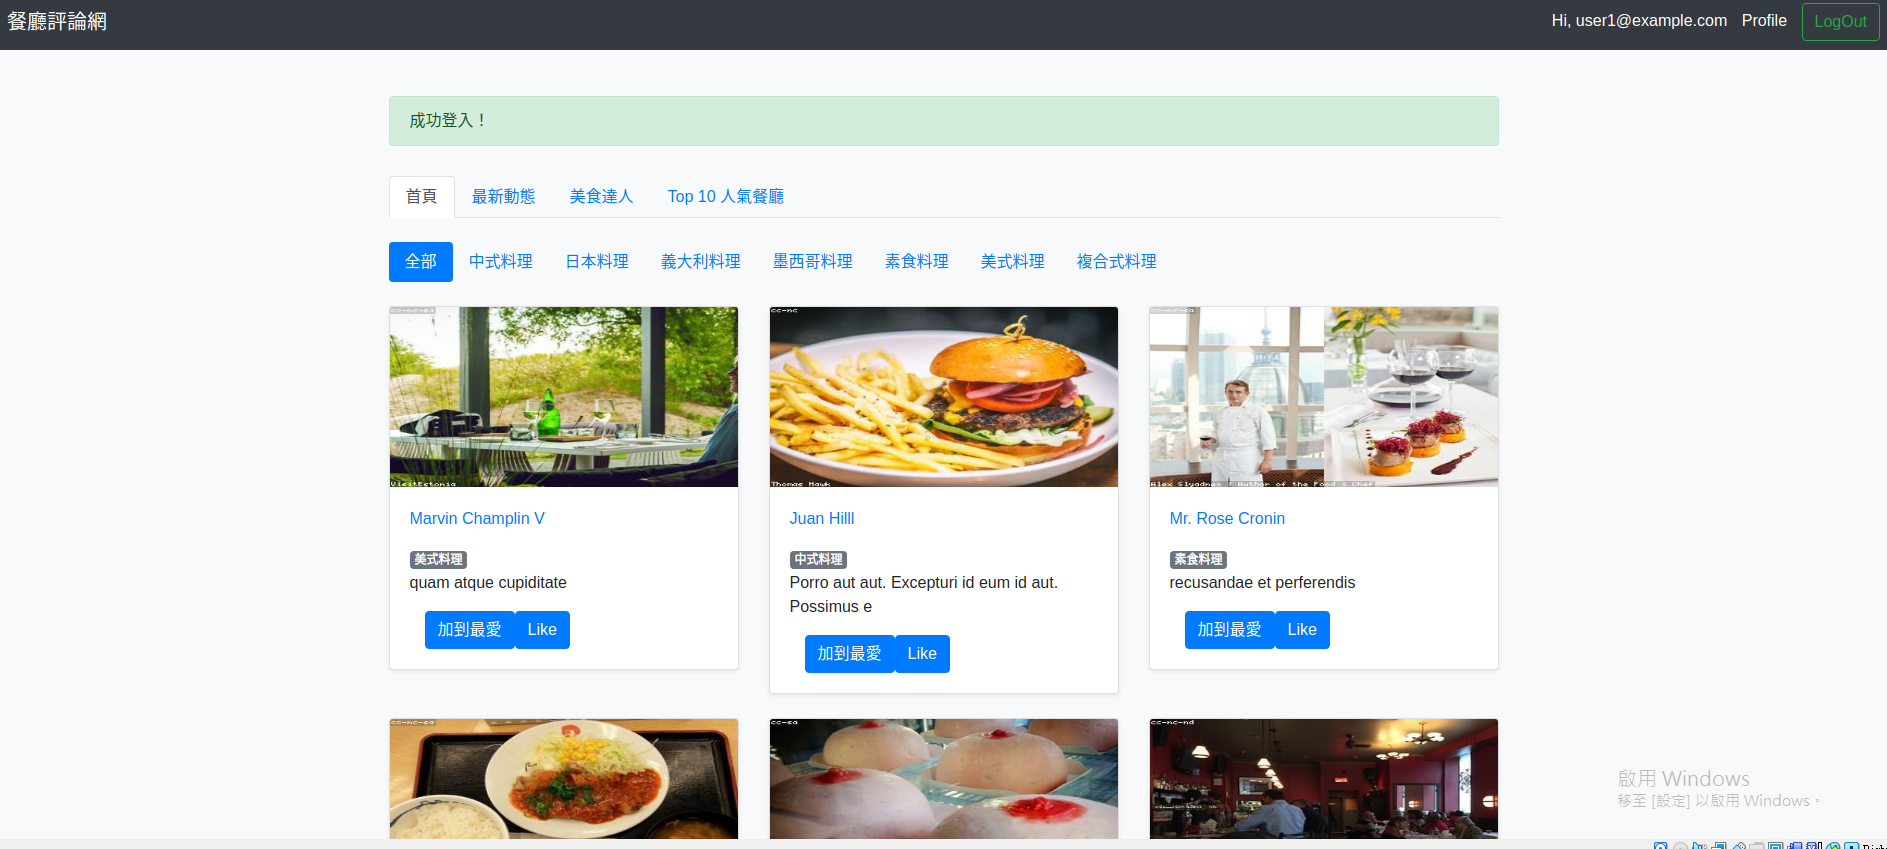 餐廳評論網
Hi, user1@example.com Profile LogOut
成功登入！
首頁 最新動態 美食達人 Top 10 人氣餐廳
全部 中式料理 日本料理 義大利料理 墨西哥料理 素食料理 美式料理 複合式料理
cc-nc-sa
VisitEstonia
Marvin Champlin V
美式料理
quam atque cupiditate
加到最愛 Like
cc-nc
Thomas Hawk
Juan Hilll
中式料理
Porro aut aut. Excepturi id eum id aut.
Possimus e
加到最愛 Like
cc-nc-sa
Alex Slyadnev / Author of the Food & Chef
Mr. Rose Cronin
素食料理
recusandae et perferendis
加到最愛 Like
cc-nc-sa
cc-sa
cc-nc-nd
啟用 Windows
移至 [設定] 以啟用 Windows。